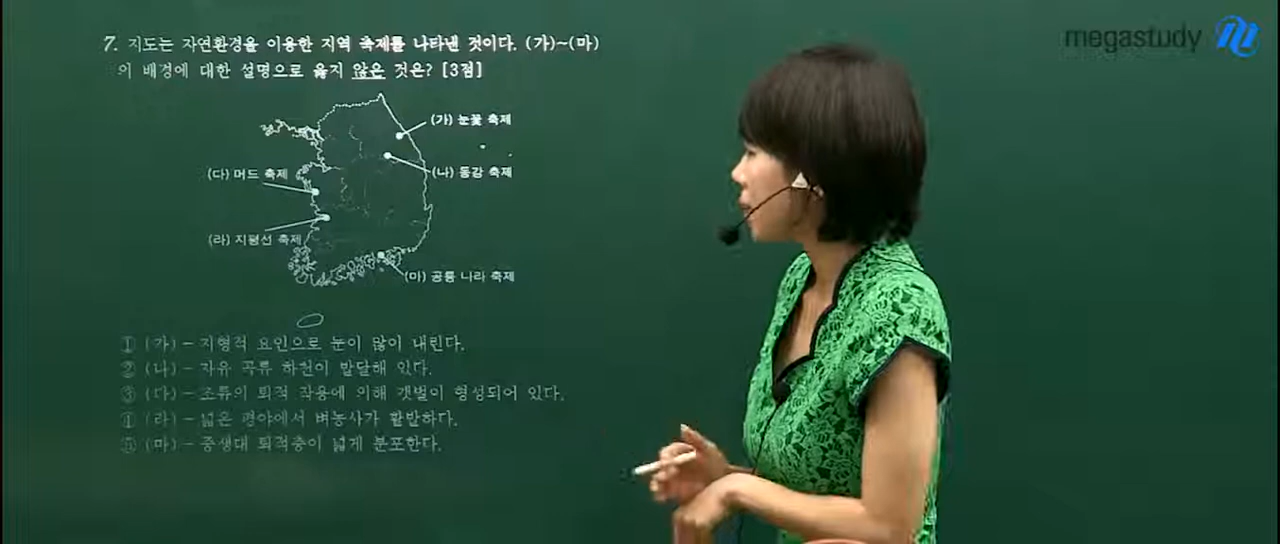 7. 지도는 자연환경을 이용한 지역 축제를 나타낸 것이다. (가)~(마)
의 배경에 대한 설명으로 옳지 않은 것은? [3점]
megastudy
(가) 눈꽃 축제
(다) 머드 축제
(나) 동강 축제
(라) 지평선 축제
(마) 공룡 나라 축제
① (가) - 지형적 요인으로 눈이 많이 내린다.
② (나) - 자유 곡류 하천이 발달해 있다.
③ (다) - 조류의 퇴적 작용에 의해 갯벌이 형성되어 있다.
④ (라) - 넓은 평야에서 벼농사가 활발하다.
⑤ (마) - 중생대 퇴적층이 넓게 분포한다.